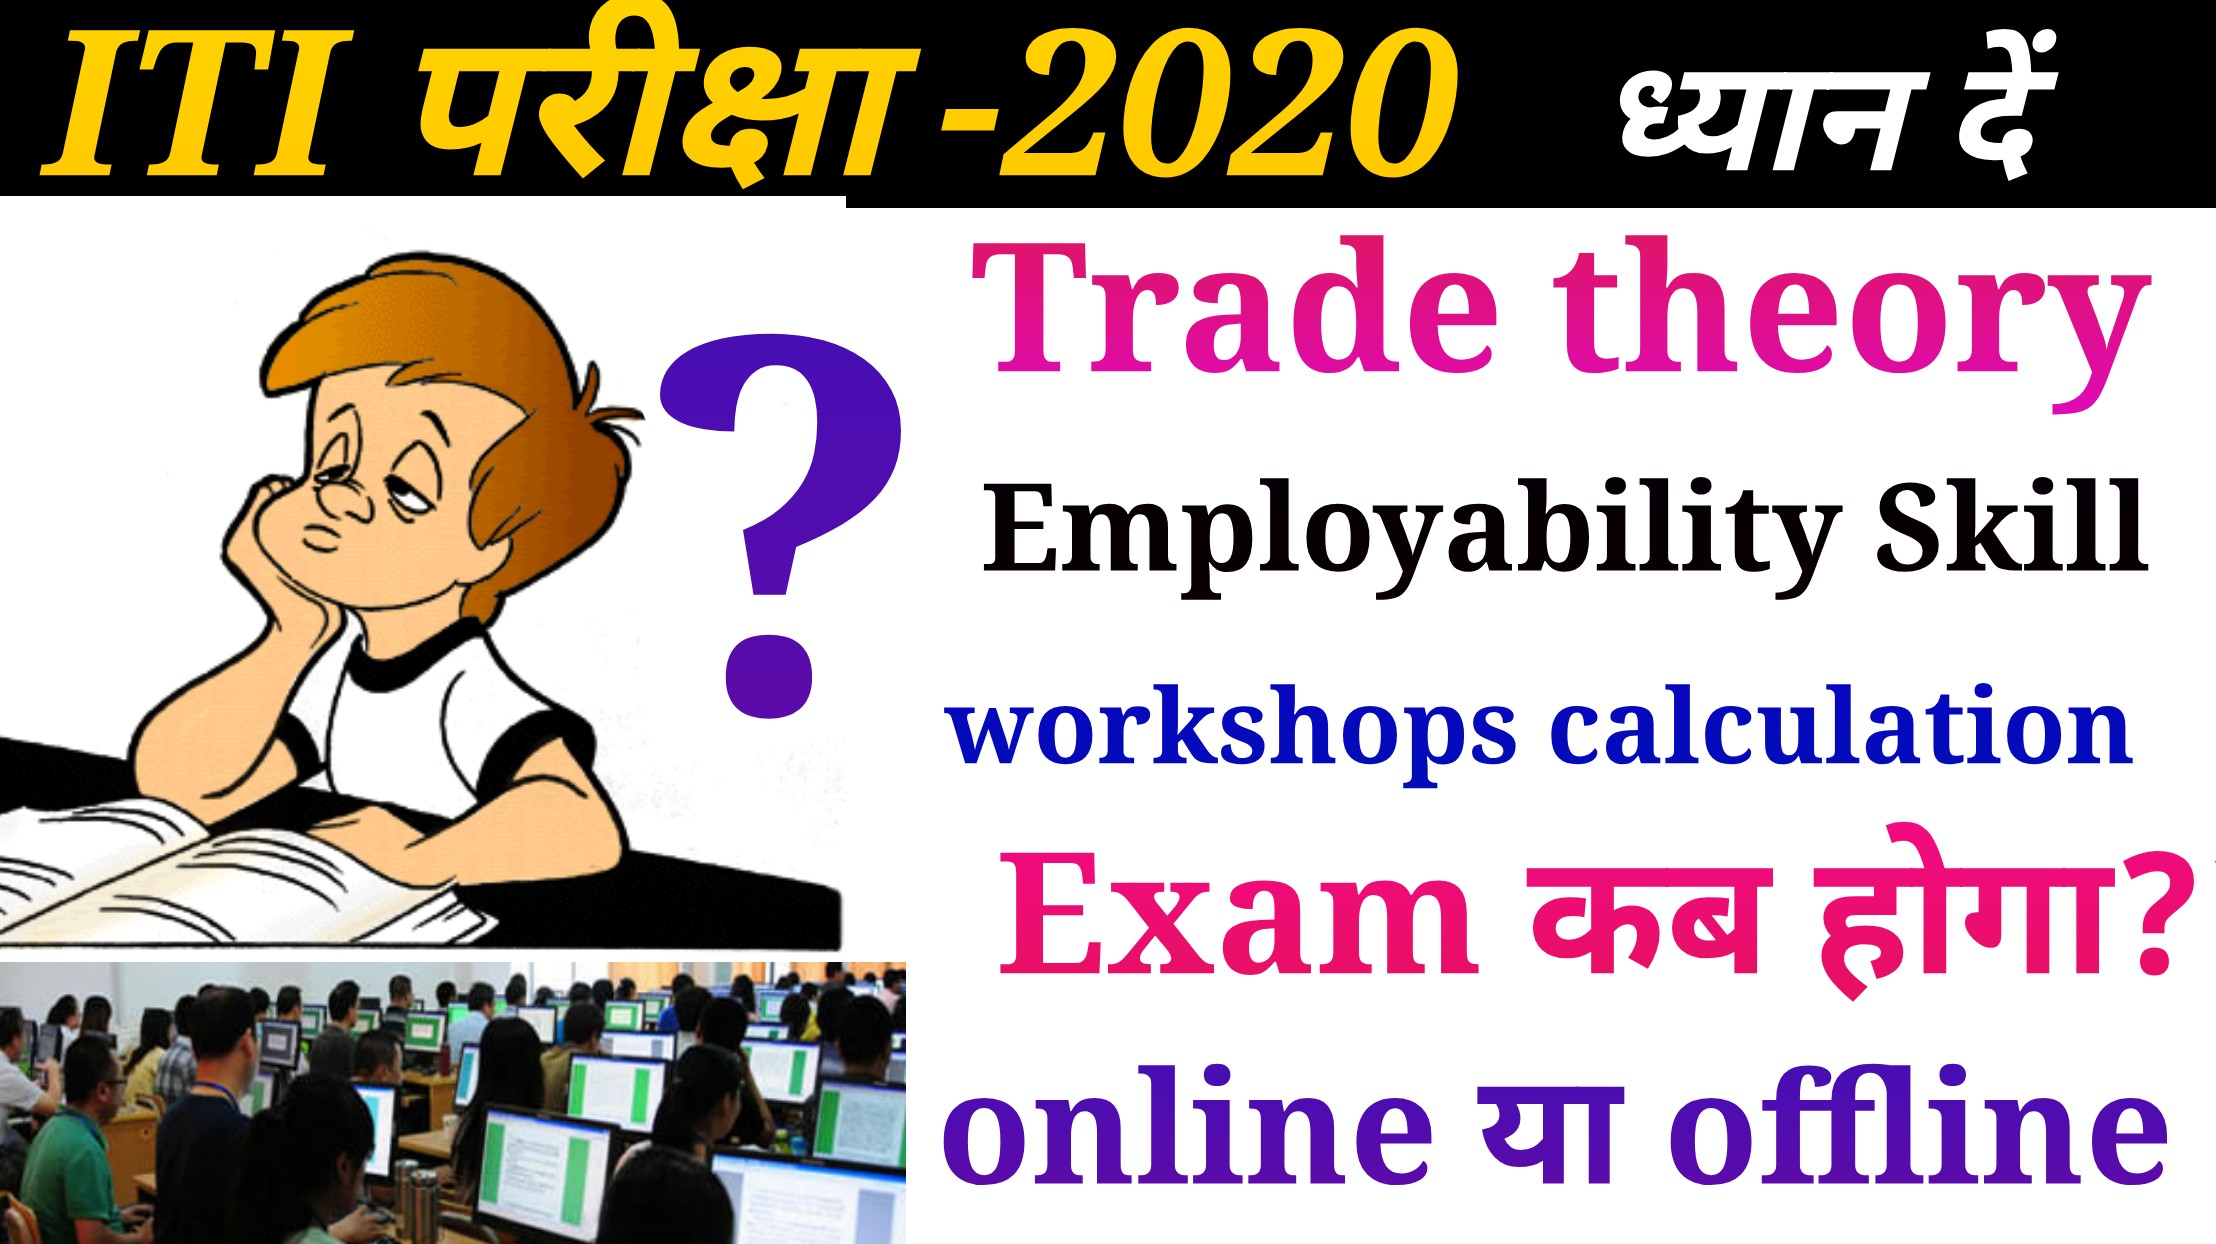 ITI परीक्षा -2020 ध्यान दें
?
Trade theory
Employability Skill
workshops calculation
Exam कब होगा?
online या offline